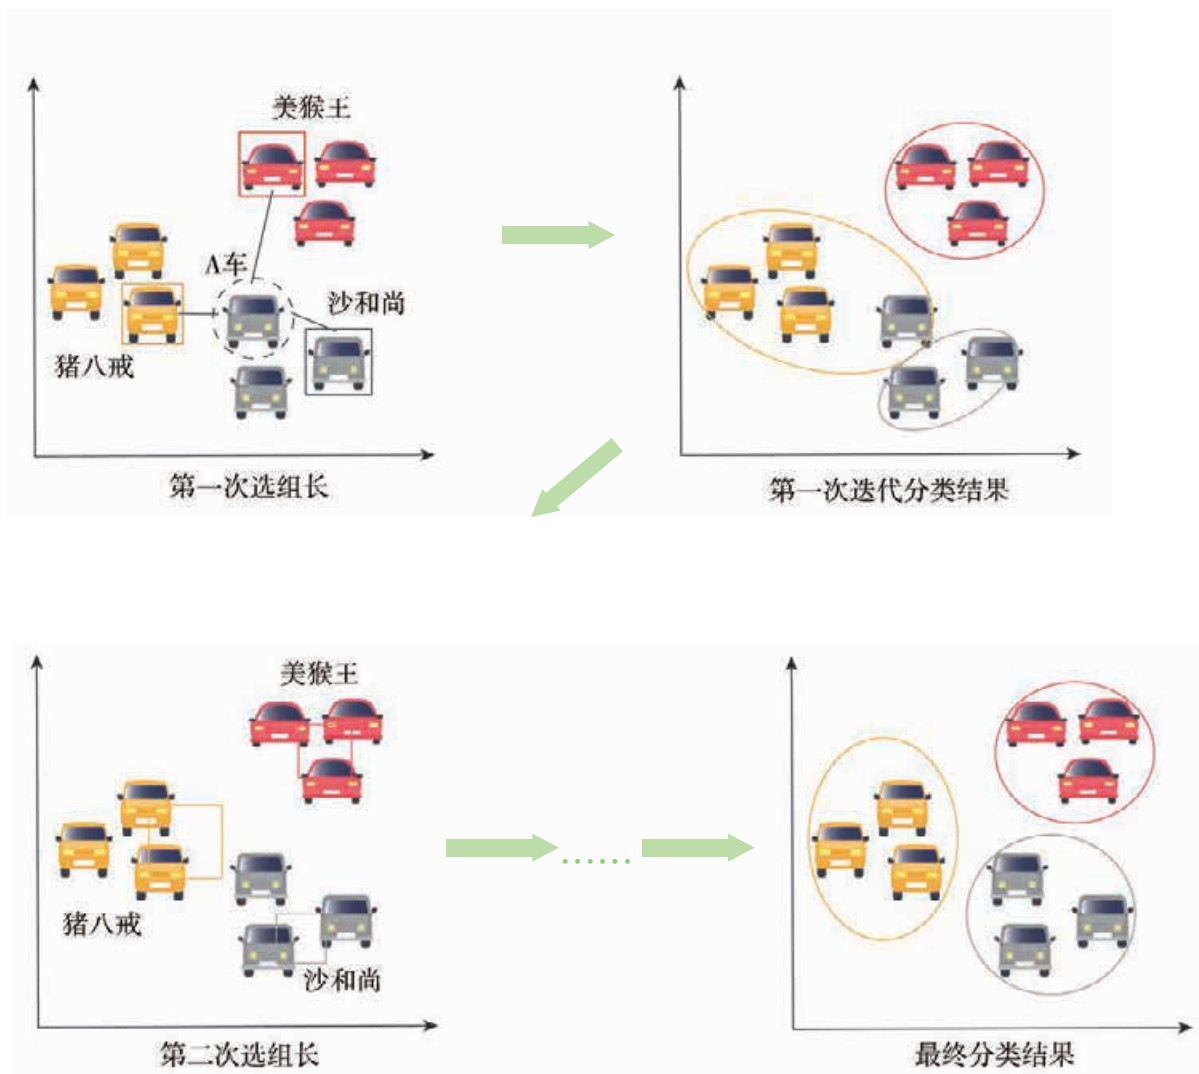 美猴王
A车
沙和尚
猪八戒
第一次选组长
第一次迭代分类结果
美猴王
猪八戒
沙和尚
第二次选组长
……
最终分类结果